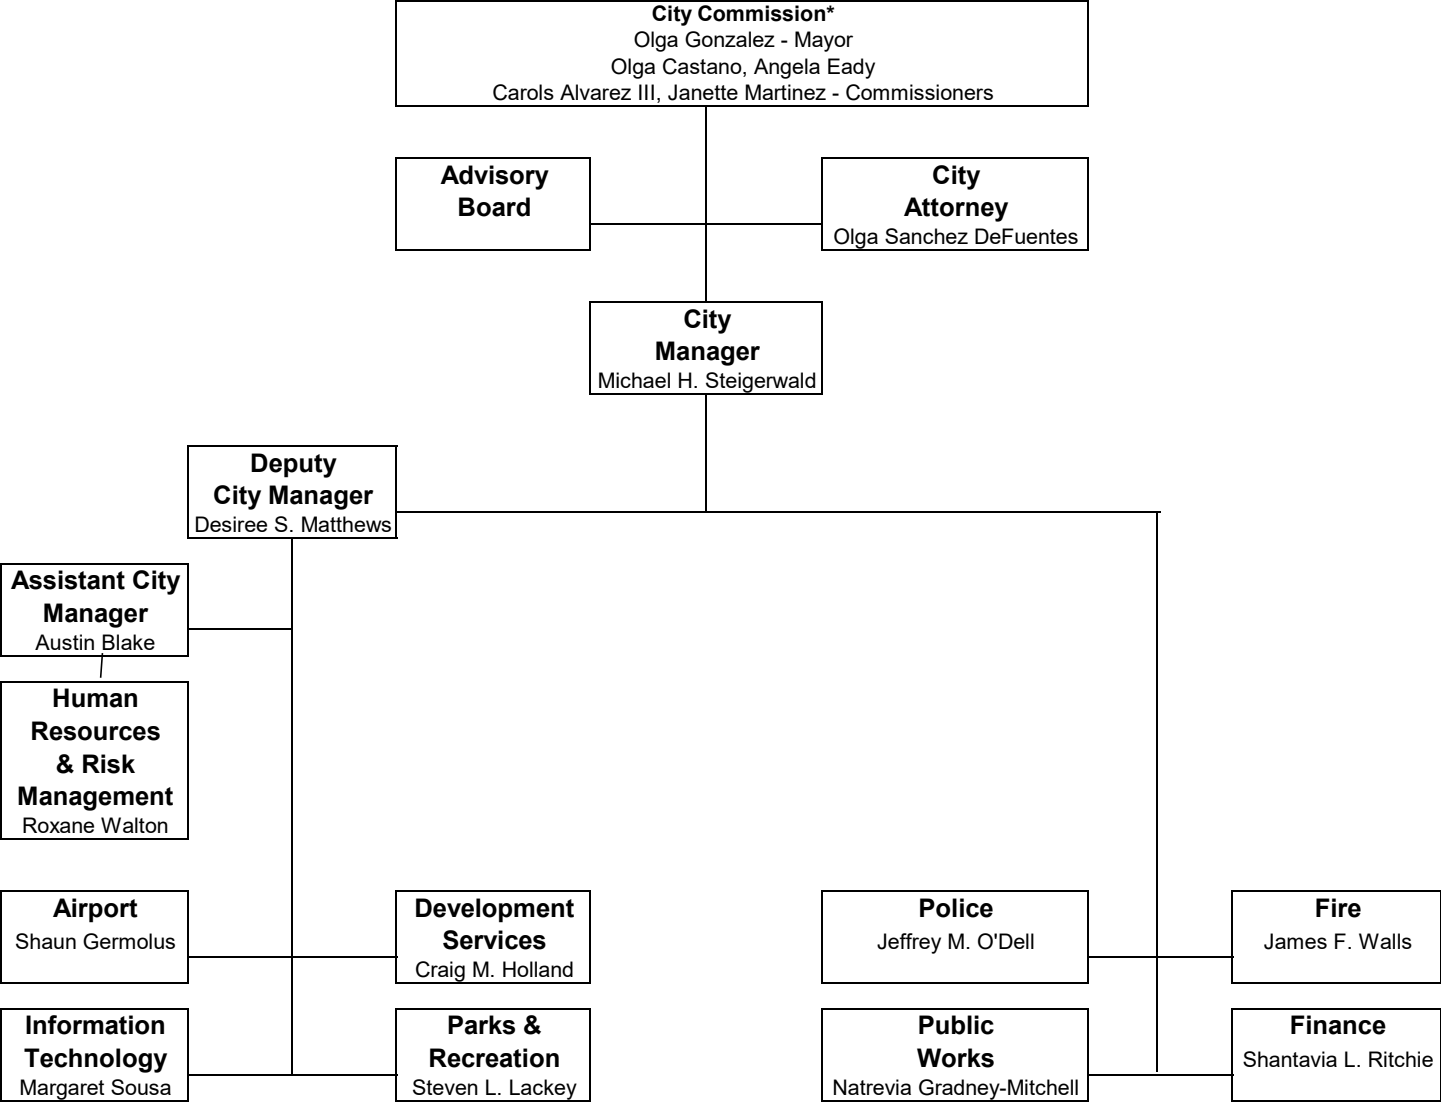 City Commission*
Olga Gonzalez - Mayor
Olga Castano, Angela Eady
Carols Alvarez III, Janette Martinez - Commissioners
Advisory
Board
City
Attorney
Olga Sanchez DeFuentes
City
Manager
Michael H. Steigerwald
Deputy
City Manager
Desiree S. Matthews
Assistant City
Manager
Austin Blake
Human
Resources
& Risk
Management
Roxane Walton
Airport
Shaun Germolus
Development
Services
Craig M. Holland
Police
Jeffrey M. O'Dell
Fire
James F. Walls
Information
Technology
Margaret Sousa
Parks &
Recreation
Steven L. Lackey
Public
Works
Natrevia Gradney-Mitchell
Finance
Shantavia L. Ritchie